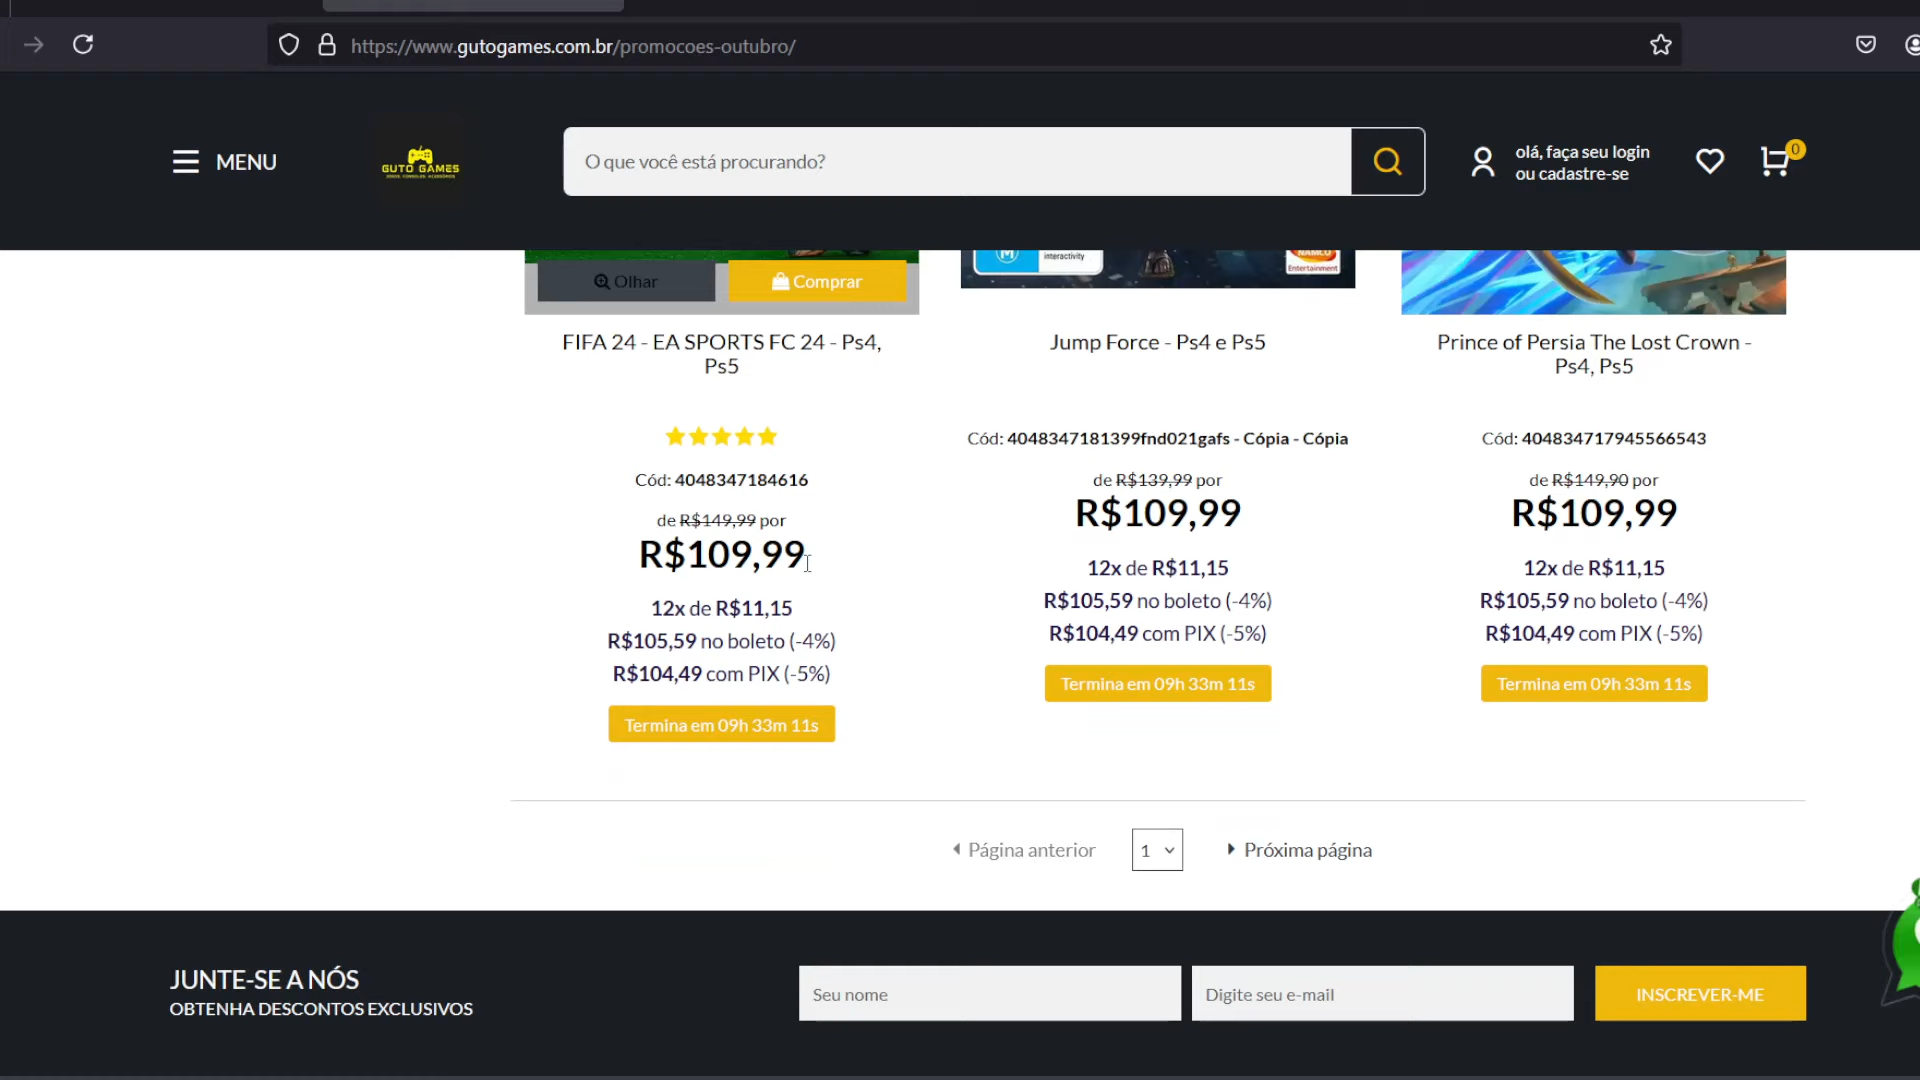 https://www.gutogames.com.br/promocoes-outubro/
MENU
GUTO GAMES
O que você está procurando?
olá, faça seu login
ou cadastre-se
0
Olhar
Comprar
M
interactivity
NAMCO
Entertainment
FIFA 24 - EA SPORTS FC 24 - Ps4,
Ps5
Cód: 4048347184616
de R$149,99 por
R$109,99
12x de R$11,15
R$105,59 no boleto (-4%)
R$104,49 com PIX (-5%)
Termina em 09h 33m 11s
Jump Force - Ps4 e Ps5
Cód: 4048347181399fnd021gafs - Cópia - Cópia
de R$139,99 por
R$109,99
12x de R$11,15
R$105,59 no boleto (-4%)
R$104,49 com PIX (-5%)
Termina em 09h 33m 11s
Prince of Persia The Lost Crown -
Ps4, Ps5
Cód: 404834717945566543
de R$149,90 por
R$109,99
12x de R$11,15
R$105,59 no boleto (-4%)
R$104,49 com PIX (-5%)
Termina em 09h 33m 11s
Página anterior
1
Próxima página
JUNTE-SE A NÓS
OBTENHA DESCONTOS EXCLUSIVOS
Seu nome
Digite seu e-mail
INSCREVER-ME